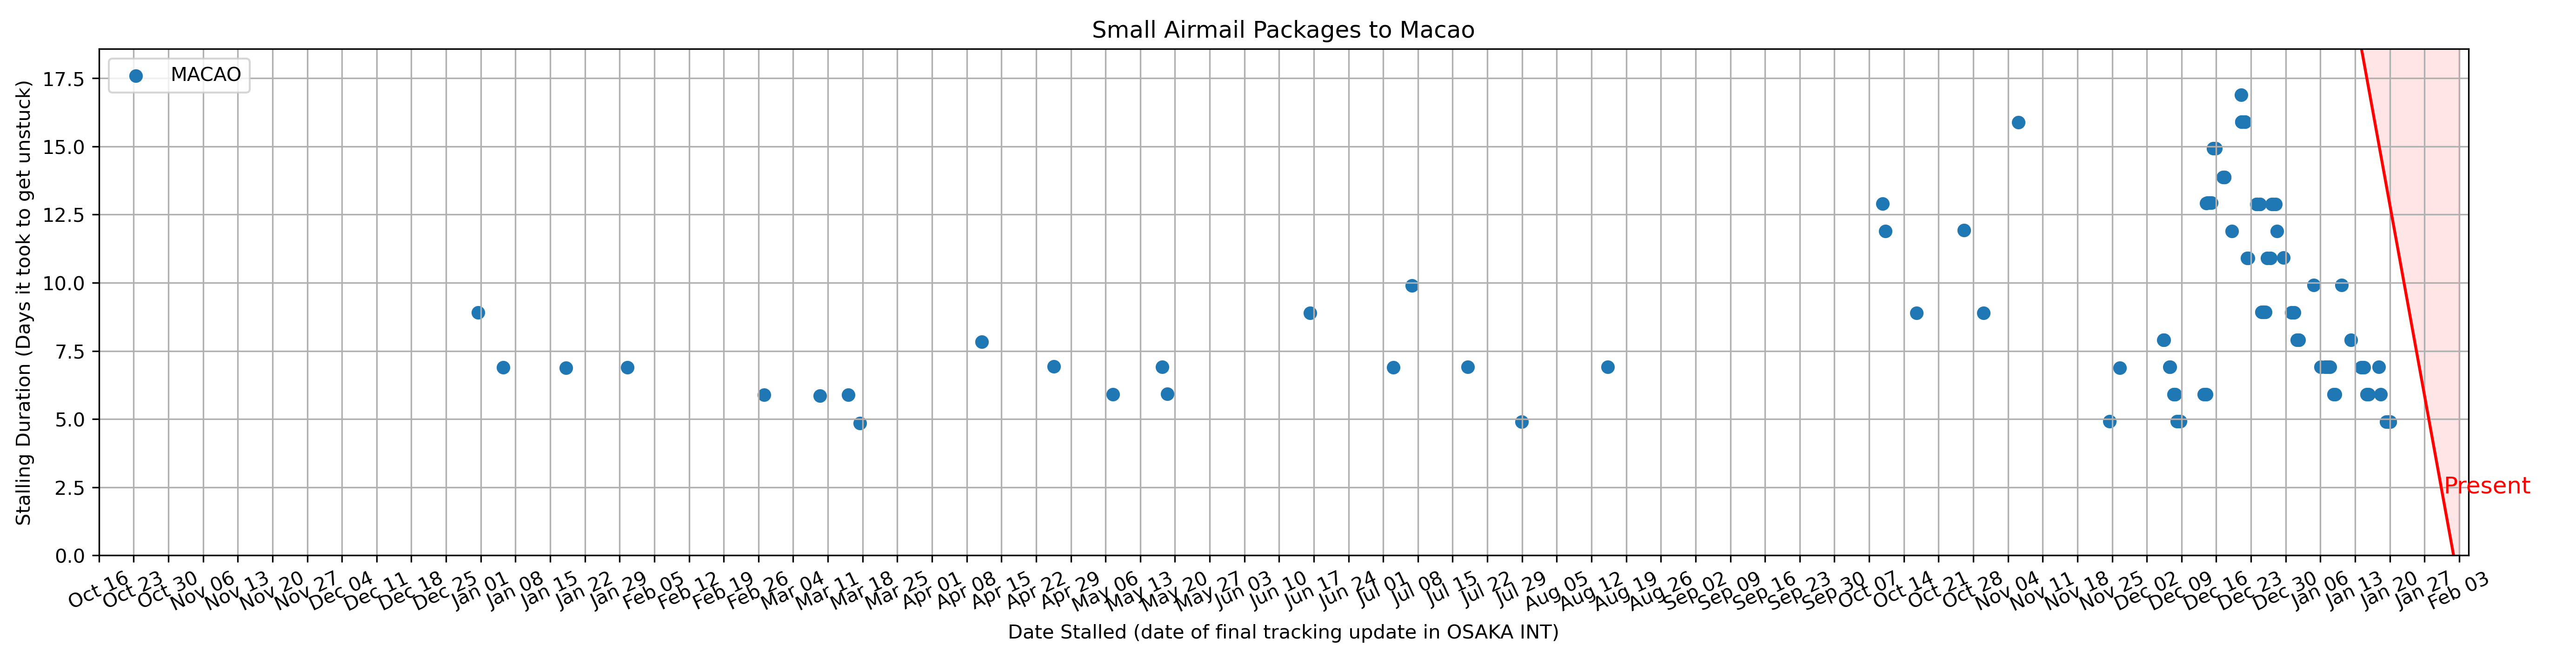 Small Airmail Packages to Macao
MACAO
Stalling Duration (Days it took to get unstuck)
17.5
15.0
12.5
10.0
7.5
5.0
2.5
0.0
Present
Oct 16
Oct 23
Oct 30
Nov 06
Nov 13
Nov 20
Nov 27
Dec 04
Dec 11
Dec 18
Dec 25
Jan 01
Jan 08
Jan 15
Jan 22
Jan 29
Feb 05
Feb 12
Feb 19
Feb 26
Mar 04
Mar 11
Mar 18
Mar 25
Apr 01
Apr 08
Apr 15
Apr 22
Apr 29
May 06
May 13
May 20
May 27
Jun 03
Jun 10
Jun 17
Jun 24
Jul 01
Jul 08
Jul 15
Jul 22
Jul 29
Aug 05
Aug 12
Aug 19
Aug 26
Sep 02
Sep 09
Sep 16
Sep 23
Sep 30
Oct 07
Oct 14
Oct 21
Oct 28
Nov 04
Nov 11
Nov 18
Nov 25
Dec 02
Dec 09
Dec 16
Dec 23
Dec 30
Jan 06
Jan 13
Jan 20
Jan 27
Feb 03
Date Stalled (date of final tracking update in OSAKA INT)